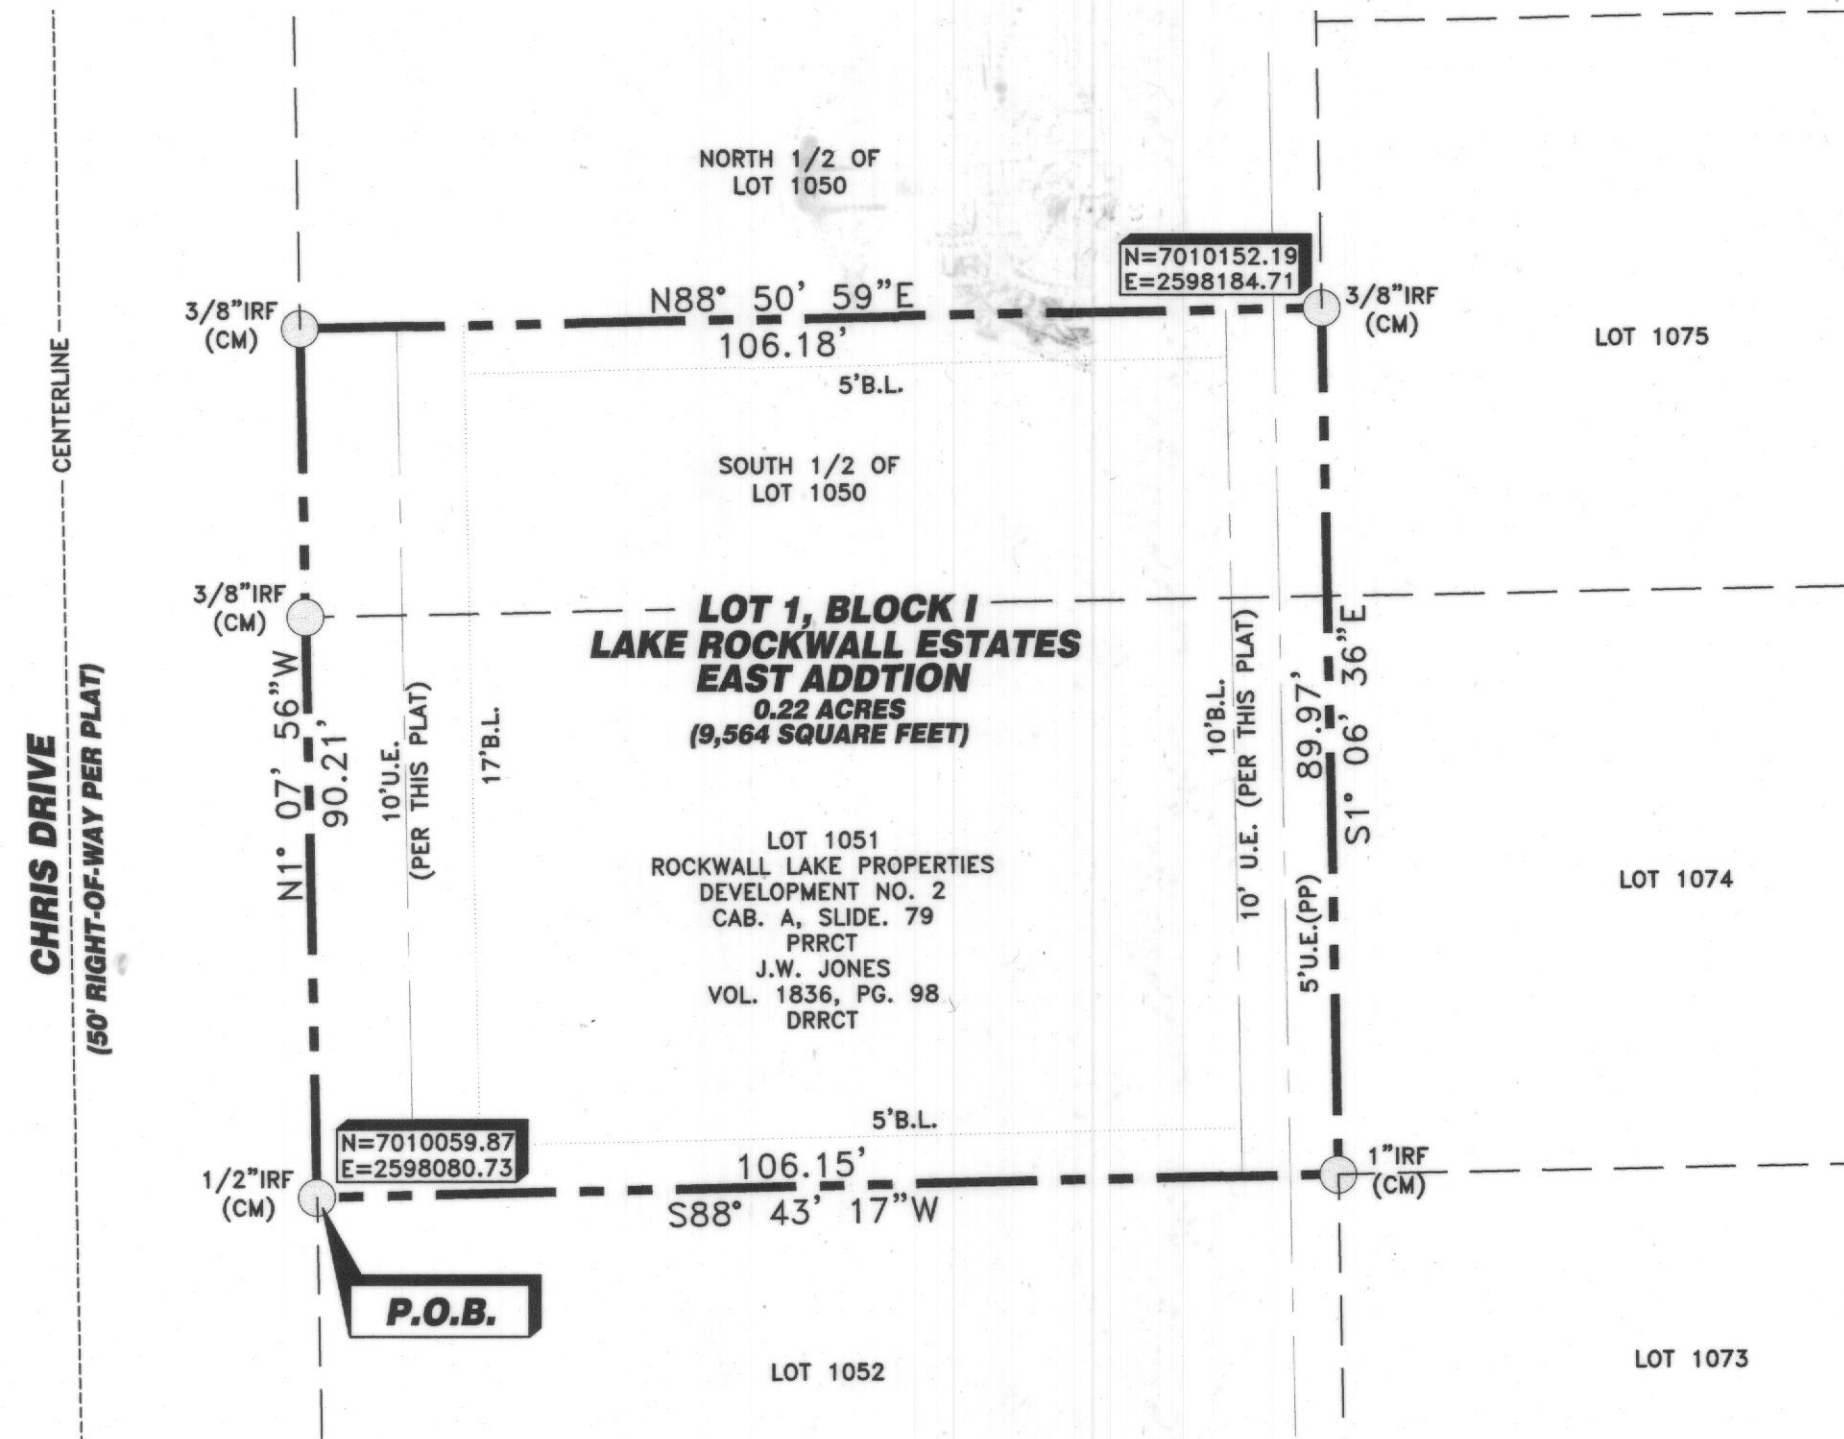 NORTH 1/2 OF
LOT 1050
N=7010152.19
E=2598184.71
3/8"IRF
(CM)
N88° 50' 59"E
106.18'
3/8"IRF
(CM)
LOT 1075
5'B.L.
CENTERLINE
SOUTH 1/2 OF
LOT 1050
3/8"IRF
(CM)
LOT 1, BLOCK I
LAKE ROCKWALL ESTATES
EAST ADDTION
0.22 ACRES
(9,564 SQUARE FEET)
CHRIS DRIVE
(50' RIGHT-OF-WAY PER PLAT)
N1° 07' 56"W
90.21'
10'U.E.
(PER THIS PLAT)
17'B.L.
10'B.L.
10' U.E. (PER THIS PLAT)
5'U.E.(PP)
89.97'
S1° 06' 36"E
LOT 1051
ROCKWALL LAKE PROPERTIES
DEVELOPMENT NO. 2
CAB. A, SLIDE. 79
PRRCT
J.W. JONES
VOL. 1836, PG. 98
DRRCT
LOT 1074
5'B.L.
N=7010059.87
E=2598080.73
1/2"IRF
(CM)
106.15'
S88° 43' 17"W
1"IRF
(CM)
P.O.B.
LOT 1052
LOT 1073